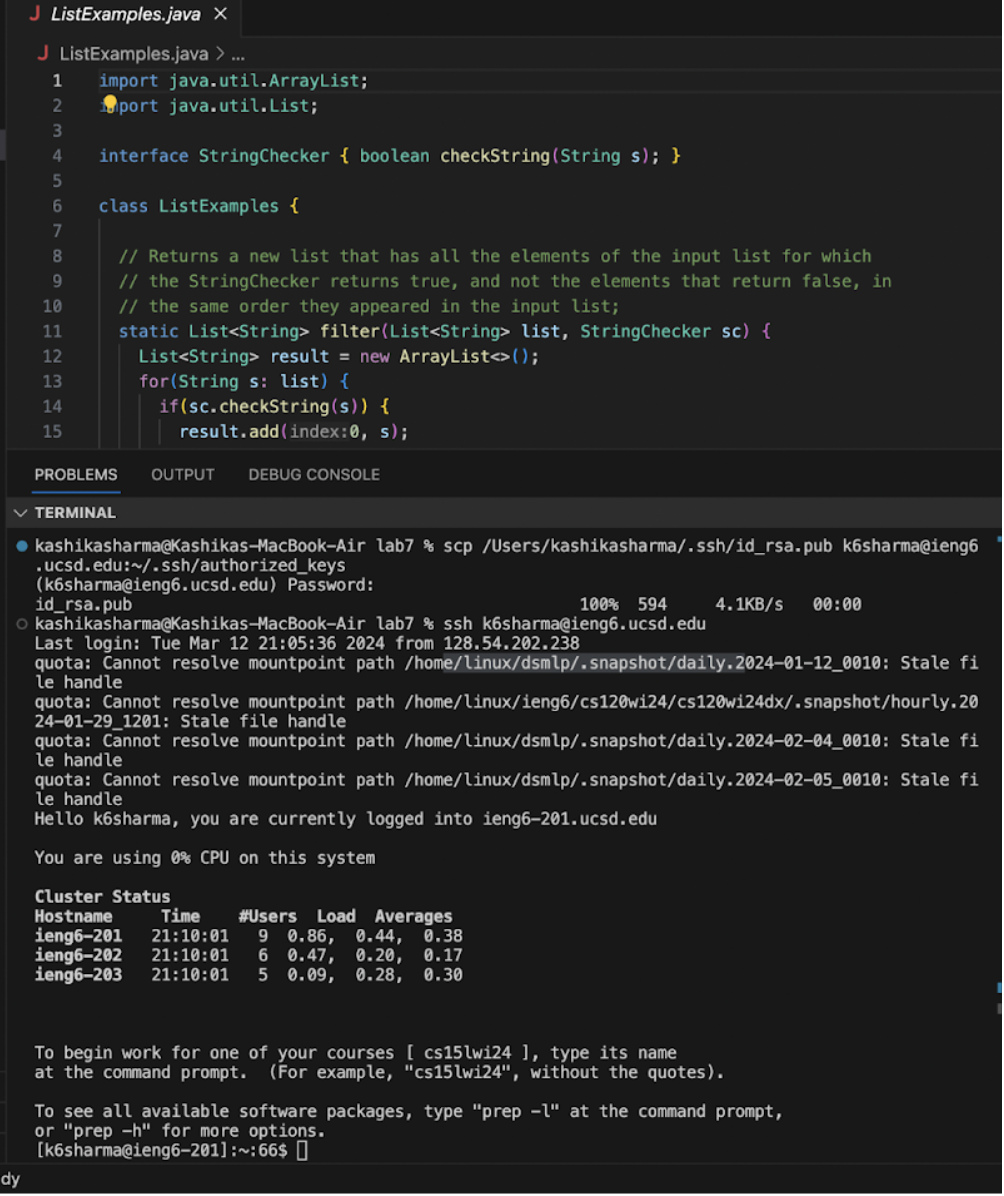 J ListExamples.java ×
J ListExamples.java > ...
1 import java.util.ArrayList;
2 import java.util.List;
3
4 interface StringChecker { boolean checkString(String s); }
5
6 class ListExamples {
7
8 // Returns a new list that has all the elements of the input list for which
9 // the StringChecker returns true, and not the elements that return false, in
10 // the same order they appeared in the input list;
11 static List<String> filter(List<String> list, StringChecker sc) {
12 List<String> result = new ArrayList<>();
13 for(String s: list) {
14 if(sc.checkString(s)) {
15 result.add(index:0, s);
PROBLEMS OUTPUT DEBUG CONSOLE
TERMINAL
kashikasharma@Kashikas-MacBook-Air lab7 % scp /Users/kashikasharma/.ssh/id_rsa.pub k6sharma@ieng6
.ucsd.edu:~/.ssh/authorized_keys
(k6sharma@ieng6.ucsd.edu) Password:
id_rsa.pub 100% 594 4.1KB/s 00:00
kashikasharma@Kashikas-MacBook-Air lab7 % ssh k6sharma@ieng6.ucsd.edu
Last login: Tue Mar 12 21:05:36 2024 from 128.54.202.238
quota: Cannot resolve mountpoint path /home/linux/dsmlp/.snapshot/daily.2024-01-12_0010: Stale fi
le handle
quota: Cannot resolve mountpoint path /home/linux/ieng6/cs120wi24/cs120wi24dx/.snapshot/hourly.20
24-01-29_1201: Stale file handle
quota: Cannot resolve mountpoint path /home/linux/dsmlp/.snapshot/daily.2024-02-04_0010: Stale fi
le handle
quota: Cannot resolve mountpoint path /home/linux/dsmlp/.snapshot/daily.2024-02-05_0010: Stale fi
le handle
Hello k6sharma, you are currently logged into ieng6-201.ucsd.edu
You are using 0% CPU on this system
Cluster Status
Hostname Time #Users Load Averages
ieng6-201 21:10:01 9 0.86, 0.44, 0.38
ieng6-202 21:10:01 6 0.47, 0.20, 0.17
ieng6-203 21:10:01 5 0.09, 0.28, 0.30
To begin work for one of your courses [ cs15lwi24 ], type its name
at the command prompt. (For example, "cs15lwi24", without the quotes).
To see all available software packages, type "prep -l" at the command prompt,
or "prep -h" for more options.
[k6sharma@ieng6-201]:~:66$
dy